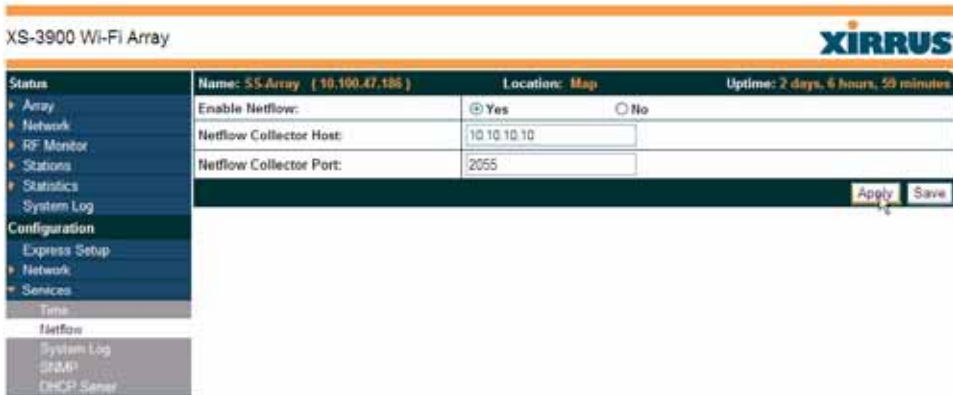 XS-3900 Wi-Fi Array
XIRRUS
Status
Name: SS-Array ( 10.100.47.186 ) Location: Map Uptime: 2 days, 6 hours, 59 minutes
Array
Network
RF Monitor
Stations
Statistics
System Log
Enable Netflow: Yes No
Netflow Collector Host: 10.10.10.10
Netflow Collector Port: 2055
Apply Save
Configuration
Express Setup
Network
Services
Time
Netflow
System Log
SNMP
DHCP Server